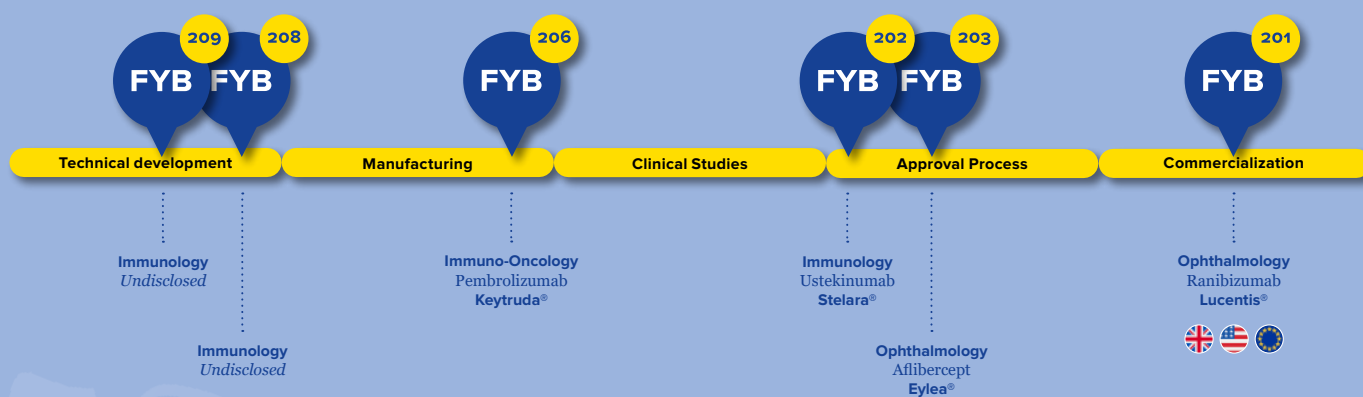 209
FYB
208
FYB
206
FYB
202
FYB
203
FYB
201
FYB
Technical development
Manufacturing
Clinical Studies
Approval Process
Commercialization
Immunology
Undisclosed
Immunology
Undisclosed
Immuno-Oncology
Pembrolizumab
Keytruda®
Immunology
Ustekinumab
Stelara®
Ophthalmology
Aflibercept
Eylea®
Ophthalmology
Ranibizumab
Lucentis®